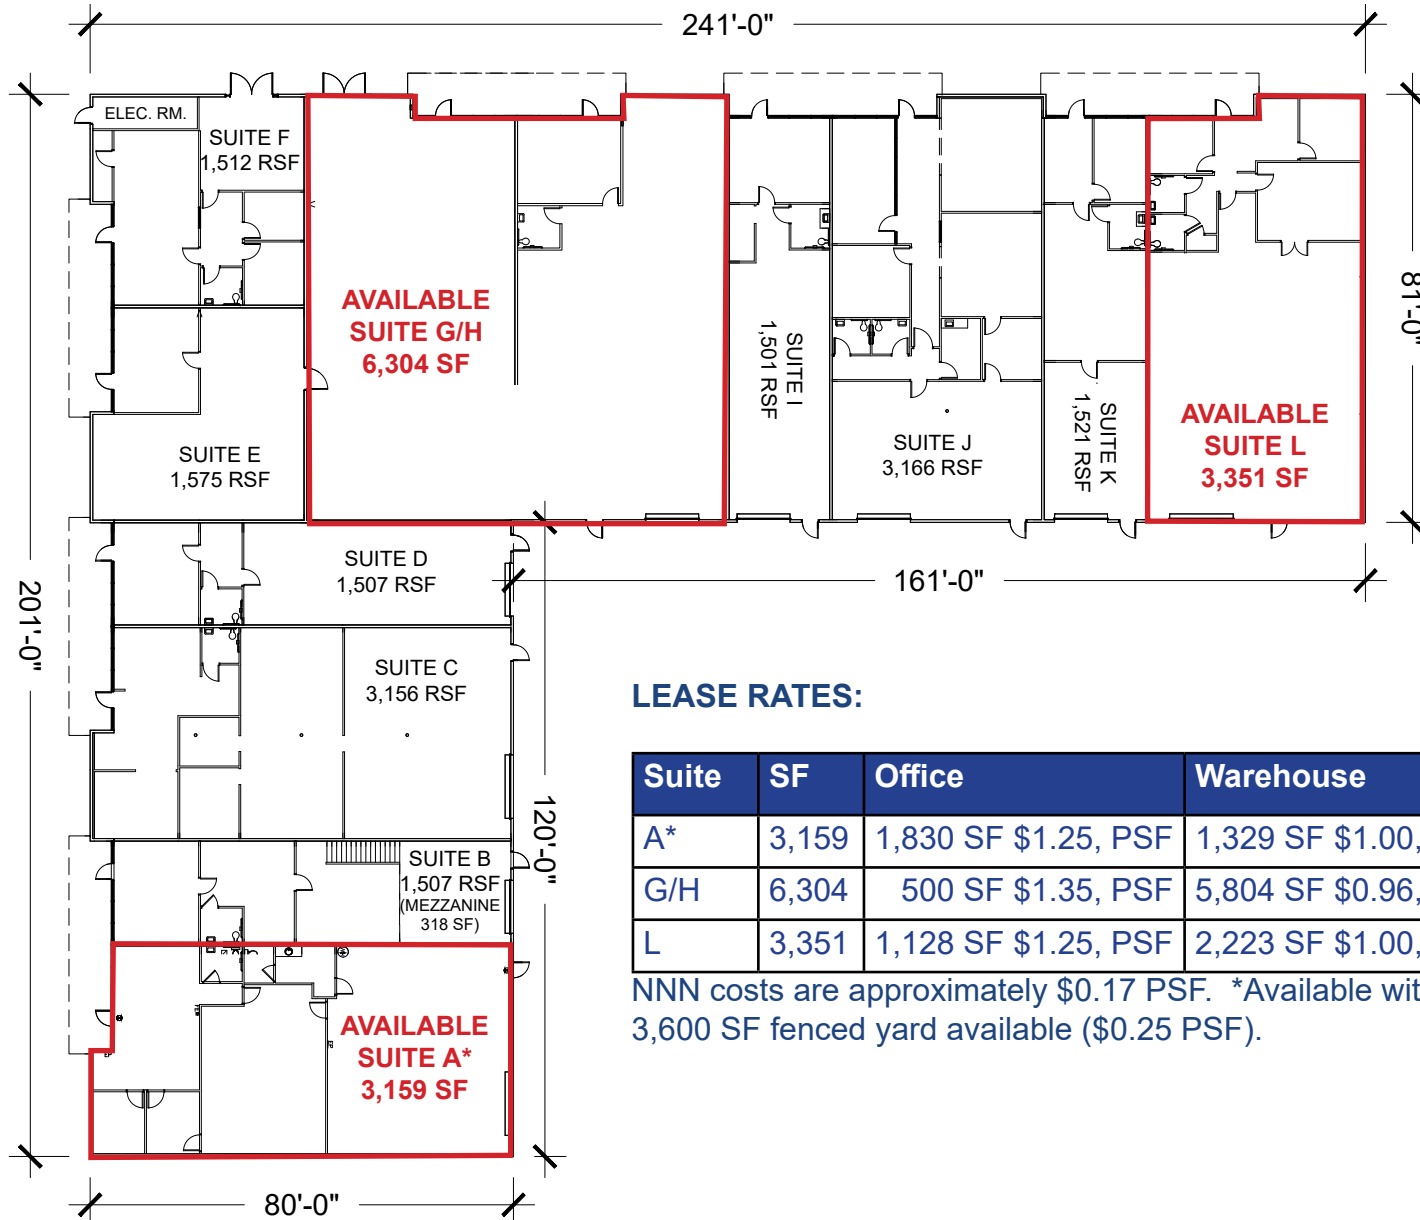 241'-0"
ELEC. RM.
SUITE F
1,512 RSF
AVAILABLE
SUITE G/H
6,304 SF
SUITE I
1,501 RSF
SUITE J
3,166 RSF
SUITE K
1,521 RSF
AVAILABLE
SUITE L
3,351 SF
81'-0"
SUITE E
1,575 RSF
SUITE D
1,507 RSF
161'-0"
201'-0"
SUITE C
3,156 RSF
120'-0"
SUITE B
1,507 RSF
(MEZZANINE
318 SF)
AVAILABLE
SUITE A*
3,159 SF
80'-0"
LEASE RATES:
Suite SF Office Warehouse
A* 3,159 1,830 SF $1.25, PSF 1,329 SF $1.00,
G/H 6,304 500 SF $1.35, PSF 5,804 SF $0.96,
L 3,351 1,128 SF $1.25, PSF 2,223 SF $1.00,
NNN costs are approximately $0.17 PSF. *Available wit
3,600 SF fenced yard available ($0.25 PSF).